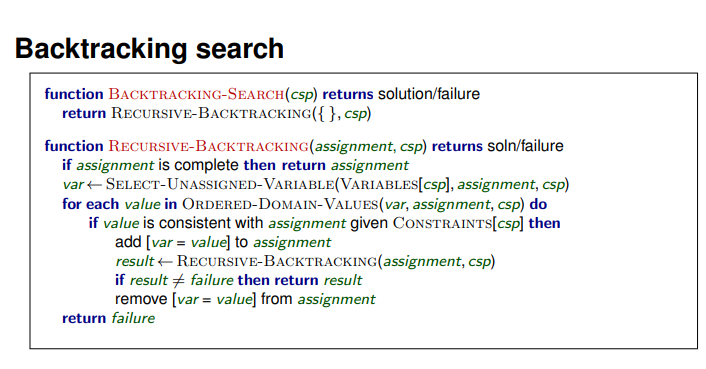 Backtracking search
function BACKTRACKING-SEARCH(csp) returns solution/failure
return RECURSIVE-BACKTRACKING({ }, csp)
function RECURSIVE-BACKTRACKING(assignment, csp) returns soln/failure
if assignment is complete then return assignment
var ← SELECT-UNASSIGNED-VARIABLE(VARIABLES[csp], assignment, csp)
for each value in ORDERED-DOMAIN-VALUES(var, assignment, csp) do
if value is consistent with assignment given CONSTRAINTS[csp] then
add [var = value] to assignment
result ← RECURSIVE-BACKTRACKING(assignment, csp)
if result ≠ failure then return result
remove [var = value] from assignment
return failure